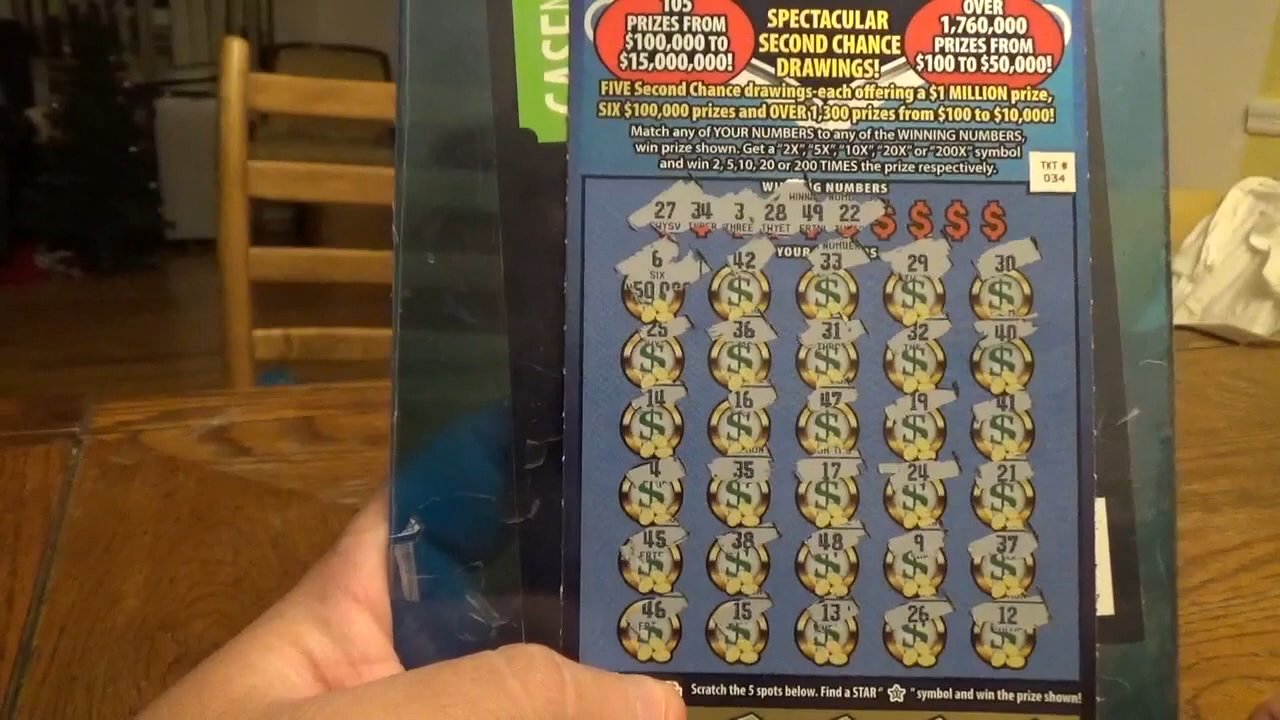 105
PRIZES FROM
$100,000 TO
$15,000,000!
SPECTACULAR
SECOND CHANCE
DRAWINGS!
OVER
1,760,000
PRIZES FROM
$100 TO $50,000!
FIVE Second Chance drawings-each offering a $1 MILLION prize,
SIX $100,000 prizes and OVER 1,300 prizes from $100 to $10,000!
Match any of YOUR NUMBERS to any of the WINNING NUMBERS,
win prize shown. Get a "2X", "5X", "10X", "20X" or "200X" symbol
and win 2, 5, 10, 20 or 200 TIMES the prize respectively.
TKT #
034
NUMBERS
27 34 3 28 49 22 $ $ $ $
THREE
YOUR
6 42 33 29 30
SIX
25 36 31 32 40
14 16 47 19 41
4 35 17 24 21
45 38 48 9 37
46 15 13 26 12
Scratch the 5 spots below. Find a STAR " " symbol and win the prize shown!